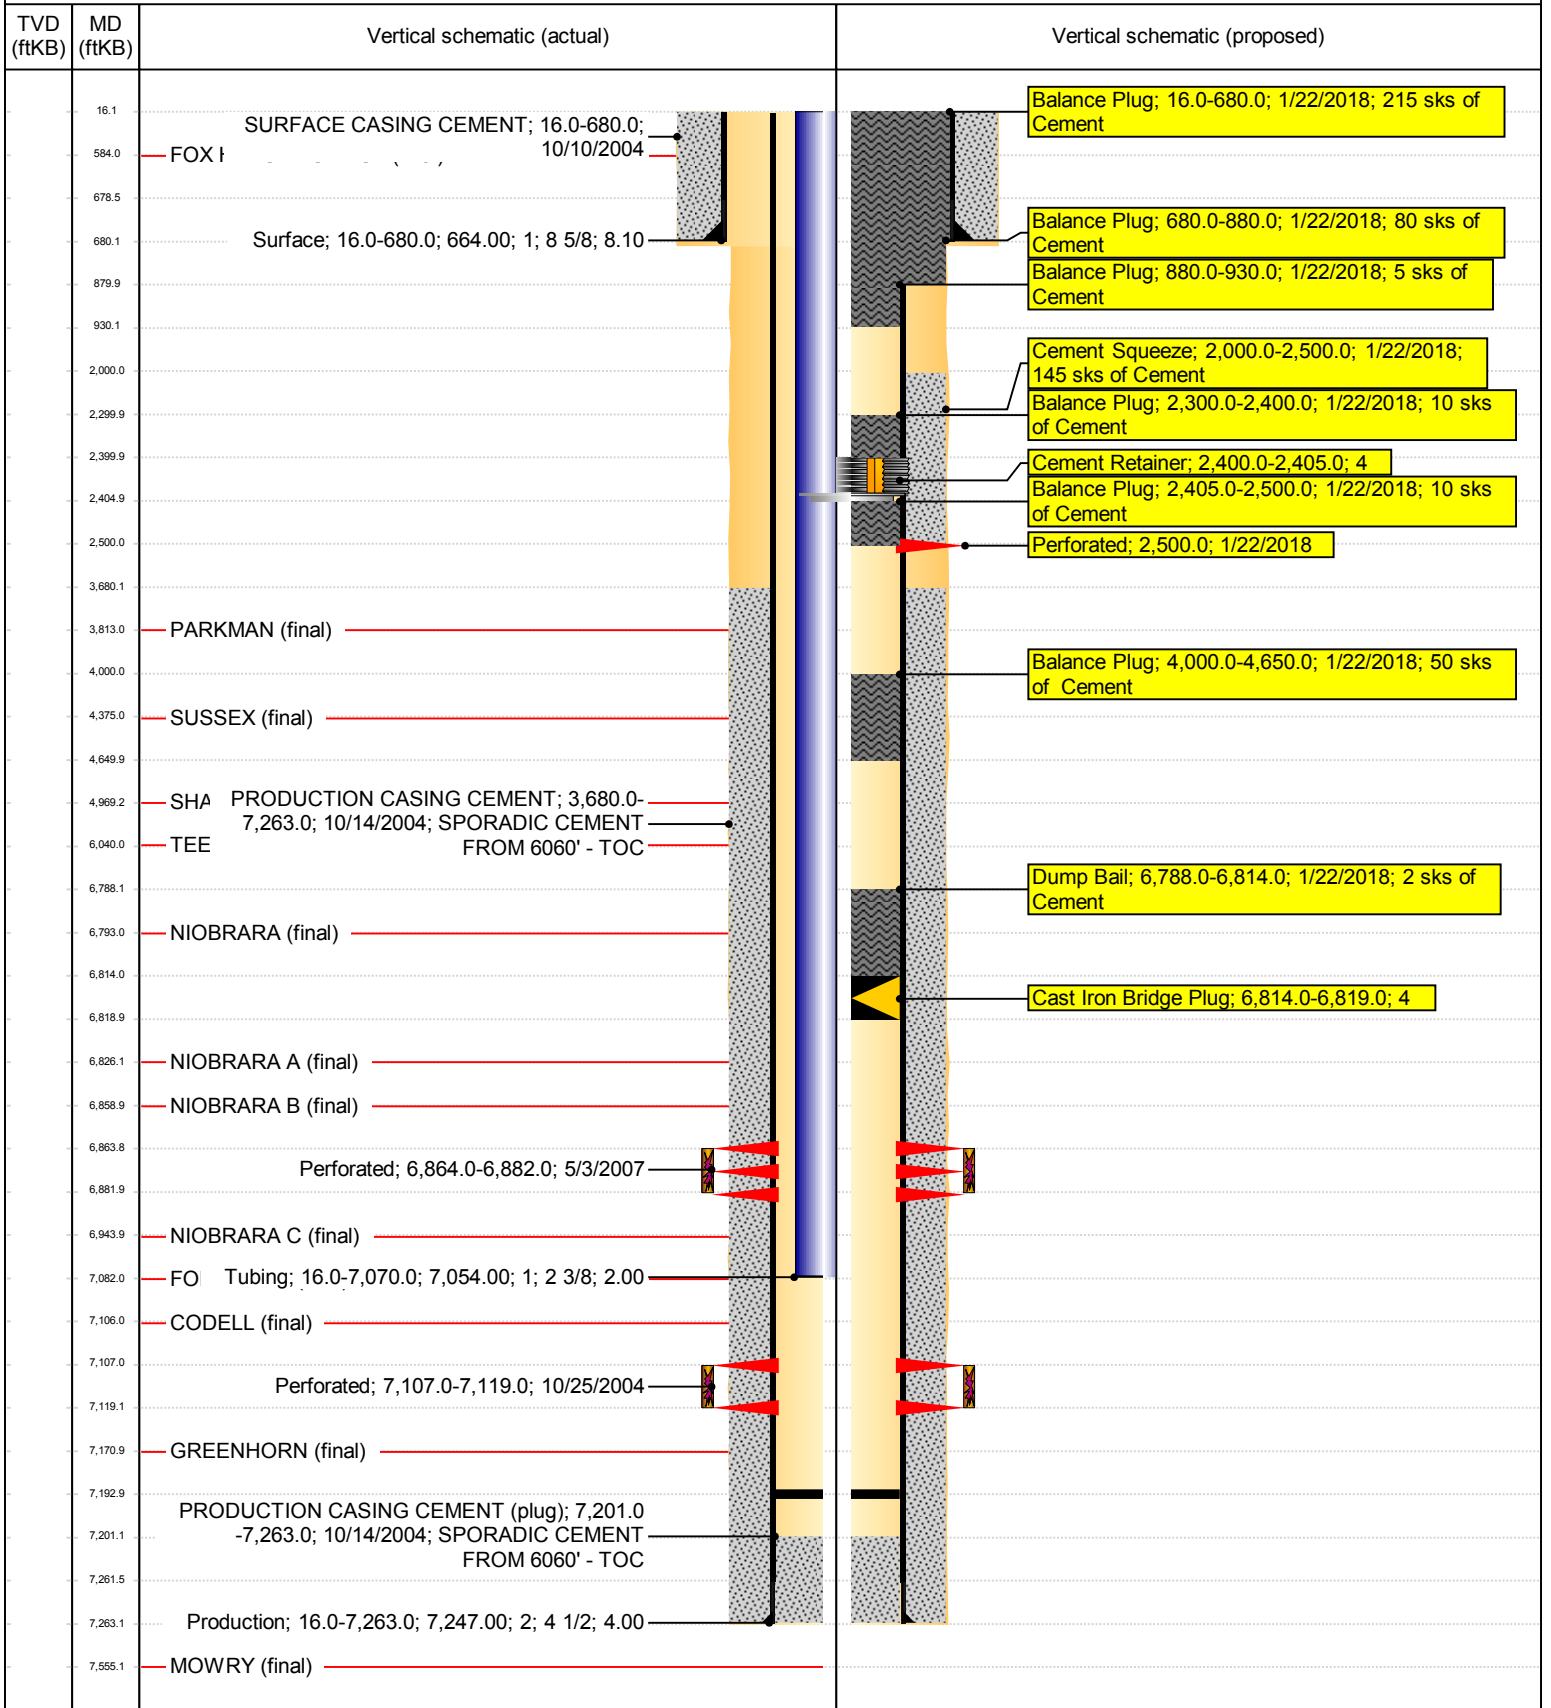 TVD (ftKB)
MD (ftKB)
Vertical schematic (actual)
Vertical schematic (proposed)
16.1
584.0
678.5
680.1
879.9
930.1
2,000.0
2,299.9
2,399.9
2,404.9
2,500.0
3,680.1
3,813.0
4,000.0
4,375.0
4,649.9
4,969.2
6,040.0
6,788.1
6,793.0
6,814.0
6,818.9
6,826.1
6,858.9
6,863.8
6,881.9
6,943.9
7,082.0
7,106.0
7,107.0
7,119.1
7,170.9
7,192.9
7,201.1
7,261.5
7,263.1
7,555.1
SURFACE CASING CEMENT; 16.0-680.0;
10/10/2004
FOX
Surface; 16.0-680.0; 664.00; 1; 8 5/8; 8.10
PARKMAN (final)
SUSSEX (final)
SHA
PRODUCTION CASING CEMENT; 3,680.0-
7,263.0; 10/14/2004; SPORADIC CEMENT
TEE
FROM 6060' - TOC
NIOBRARA (final)
NIOBRARA A (final)
NIOBRARA B (final)
Perforated; 6,864.0-6,882.0; 5/3/2007
NIOBRARA C (final)
FO
Tubing; 16.0-7,070.0; 7,054.00; 1; 2 3/8; 2.00
CODELL (final)
Perforated; 7,107.0-7,119.0; 10/25/2004
GREENHORN (final)
PRODUCTION CASING CEMENT (plug); 7,201.0
-7,263.0; 10/14/2004; SPORADIC CEMENT
FROM 6060' - TOC
Production; 16.0-7,263.0; 7,247.00; 2; 4 1/2; 4.00
MOWRY (final)
Balance Plug; 16.0-680.0; 1/22/2018; 215 sks of
Cement
Balance Plug; 680.0-880.0; 1/22/2018; 80 sks of
Cement
Balance Plug; 880.0-930.0; 1/22/2018; 5 sks of
Cement
Cement Squeeze; 2,000.0-2,500.0; 1/22/2018;
145 sks of Cement
Balance Plug; 2,300.0-2,400.0; 1/22/2018; 10 sks
of Cement
Cement Retainer; 2,400.0-2,405.0; 4
Balance Plug; 2,405.0-2,500.0; 1/22/2018; 10 sks
of Cement
Perforated; 2,500.0; 1/22/2018
Balance Plug; 4,000.0-4,650.0; 1/22/2018; 50 sks
of Cement
Dump Bail; 6,788.0-6,814.0; 1/22/2018; 2 sks of
Cement
Cast Iron Bridge Plug; 6,814.0-6,819.0; 4